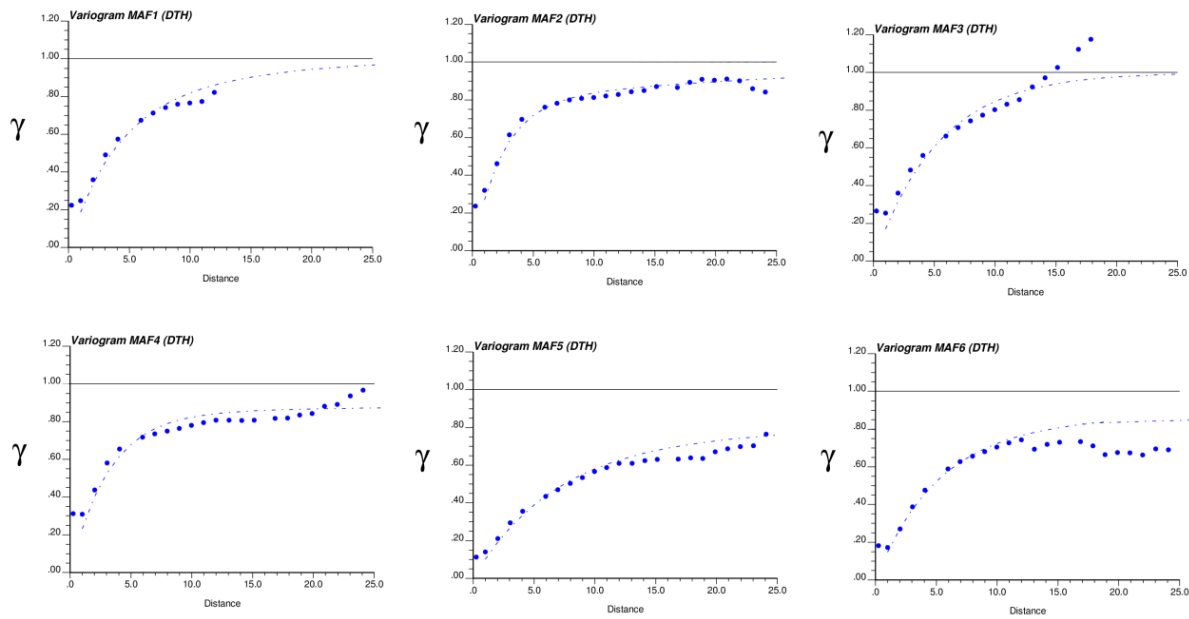 Variogram MAF1 (DTH)
1.20
1.00
.80
.60
.40
.20
.00
γ
.0 5.0 10.0 15.0 20.0 25.0
Distance
Variogram MAF2 (DTH)
1.20
1.00
.80
.60
.40
.20
.00
γ
.0 5.0 10.0 15.0 20.0 25.0
Distance
Variogram MAF3 (DTH)
1.20
1.00
.80
.60
.40
.20
.00
γ
.0 5.0 10.0 15.0 20.0 25.0
Distance
Variogram MAF4 (DTH)
1.20
1.00
.80
.60
.40
.20
.00
γ
.0 5.0 10.0 15.0 20.0 25.0
Distance
Variogram MAF5 (DTH)
1.20
1.00
.80
.60
.40
.20
.00
γ
.0 5.0 10.0 15.0 20.0 25.0
Distance
Variogram MAF6 (DTH)
1.20
1.00
.80
.60
.40
.20
.00
γ
.0 5.0 10.0 15.0 20.0 25.0
Distance